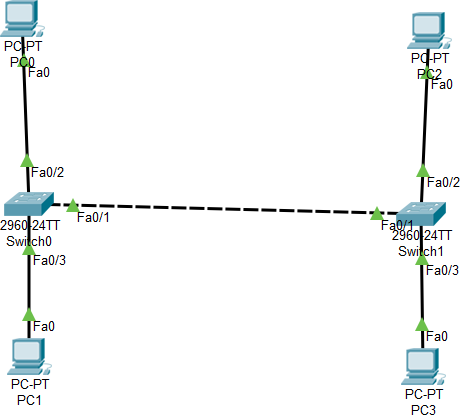 PC-PT
PC0
Fa0
PC-PT
PC2
Fa0
Fa0/2
Fa0/2
2960-24TT
Switch0
Fa0/1
Fa0/1
2960-24TT
Switch1
Fa0/3
Fa0/3
Fa0
PC-PT
PC1
Fa0
PC-PT
PC3